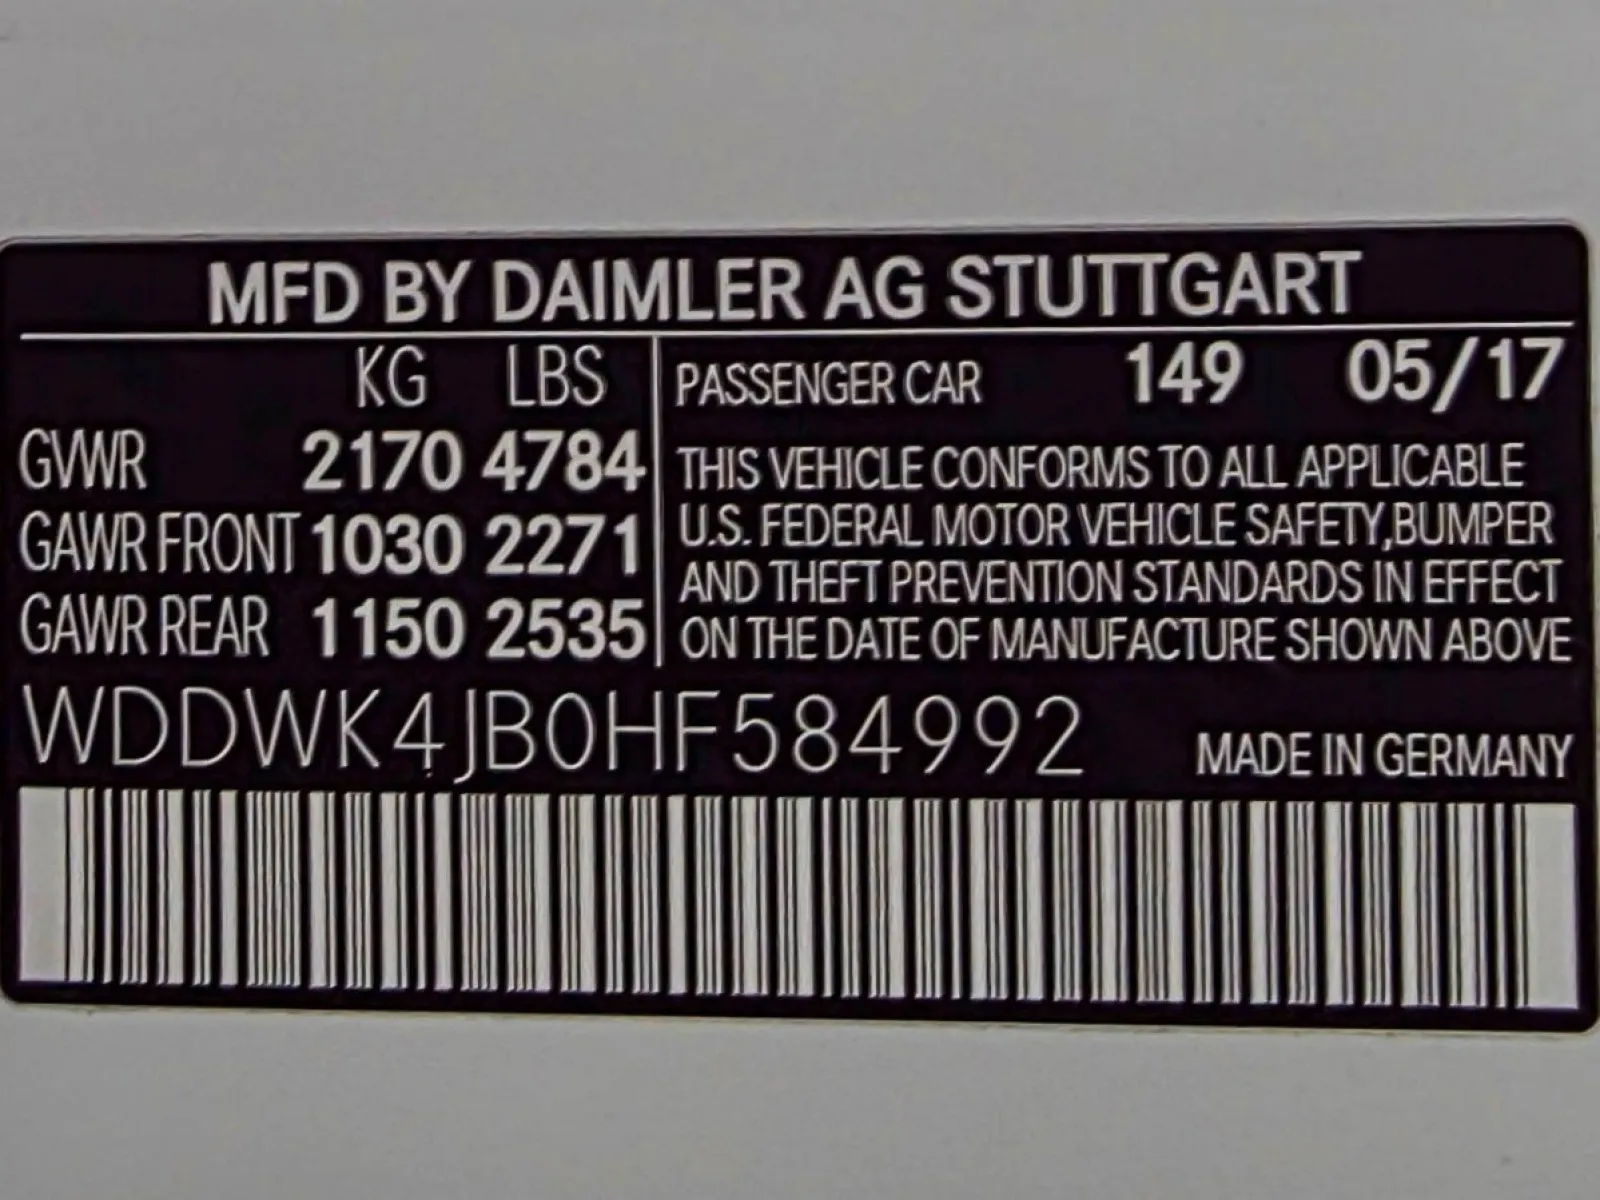 MFD BY DAIMLER AG STUTTGART
KG LBS
GVWR 2170 4784
GAWR FRONT 1030 2271
GAWR REAR 1150 2535
PASSENGER CAR 149 05/17
THIS VEHICLE CONFORMS TO ALL APPLICABLE
U.S. FEDERAL MOTOR VEHICLE SAFETY,BUMPER
AND THEFT PREVENTION STANDARDS IN EFFECT
ON THE DATE OF MANUFACTURE SHOWN ABOVE
WDDWK4JB0HF584992
MADE IN GERMANY